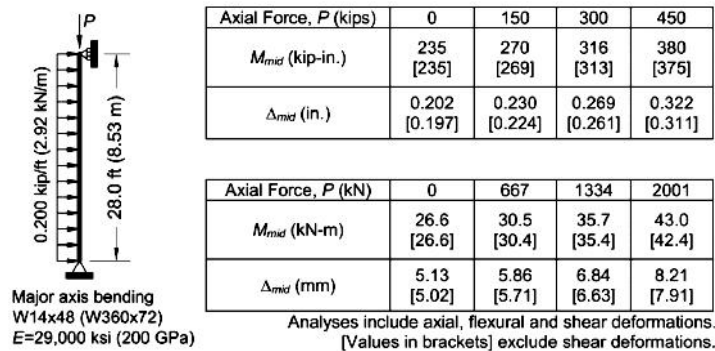 P
0.200 kip/ft (2.92 kN/m)
28.0 ft (8.53 m)
Major axis bending
W14x48 (W360x72)
E=29,000 ksi (200 GPa)
Axial Force, P (kips) 0 150 300 450
Mmid (kip-in.) 235 270 316 380
[235] [269] [313] [375]
Δmid (in.) 0.202 0.230 0.269 0.322
[0.197] [0.224] [0.261] [0.311]
Axial Force, P (kN) 0 667 1334 2001
Mmid (kN-m) 26.6 30.5 35.7 43.0
[26.6] [30.4] [35.4] [42.4]
Δmid (mm) 5.13 5.86 6.84 8.21
[5.02] [5.71] [6.63] [7.91]
Analyses include axial, flexural and shear deformations.
[Values in brackets] exclude shear deformations.